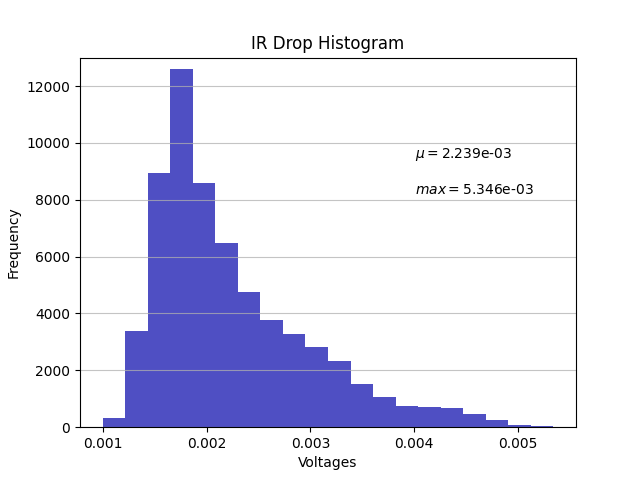 IR Drop Histogram
12000
10000
8000
6000
4000
2000
0
μ = 2.239e-03
max = 5.346e-03
0.001 0.002 0.003 0.004 0.005
Voltages
Frequency